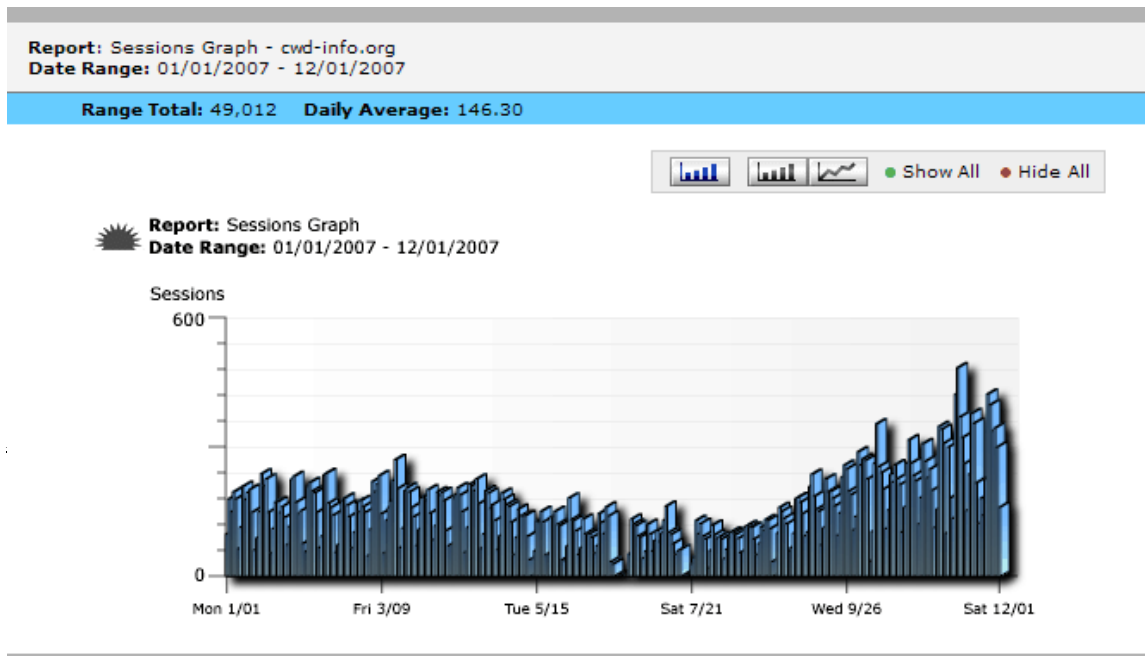 Report: Sessions Graph - cwd-info.org
Date Range: 01/01/2007 - 12/01/2007
Range Total: 49,012 Daily Average: 146.30
Show All Hide All
Report: Sessions Graph
Date Range: 01/01/2007 - 12/01/2007
Sessions
600
0
Mon 1/01 Fri 3/09 Tue 5/15 Sat 7/21 Wed 9/26 Sat 12/01